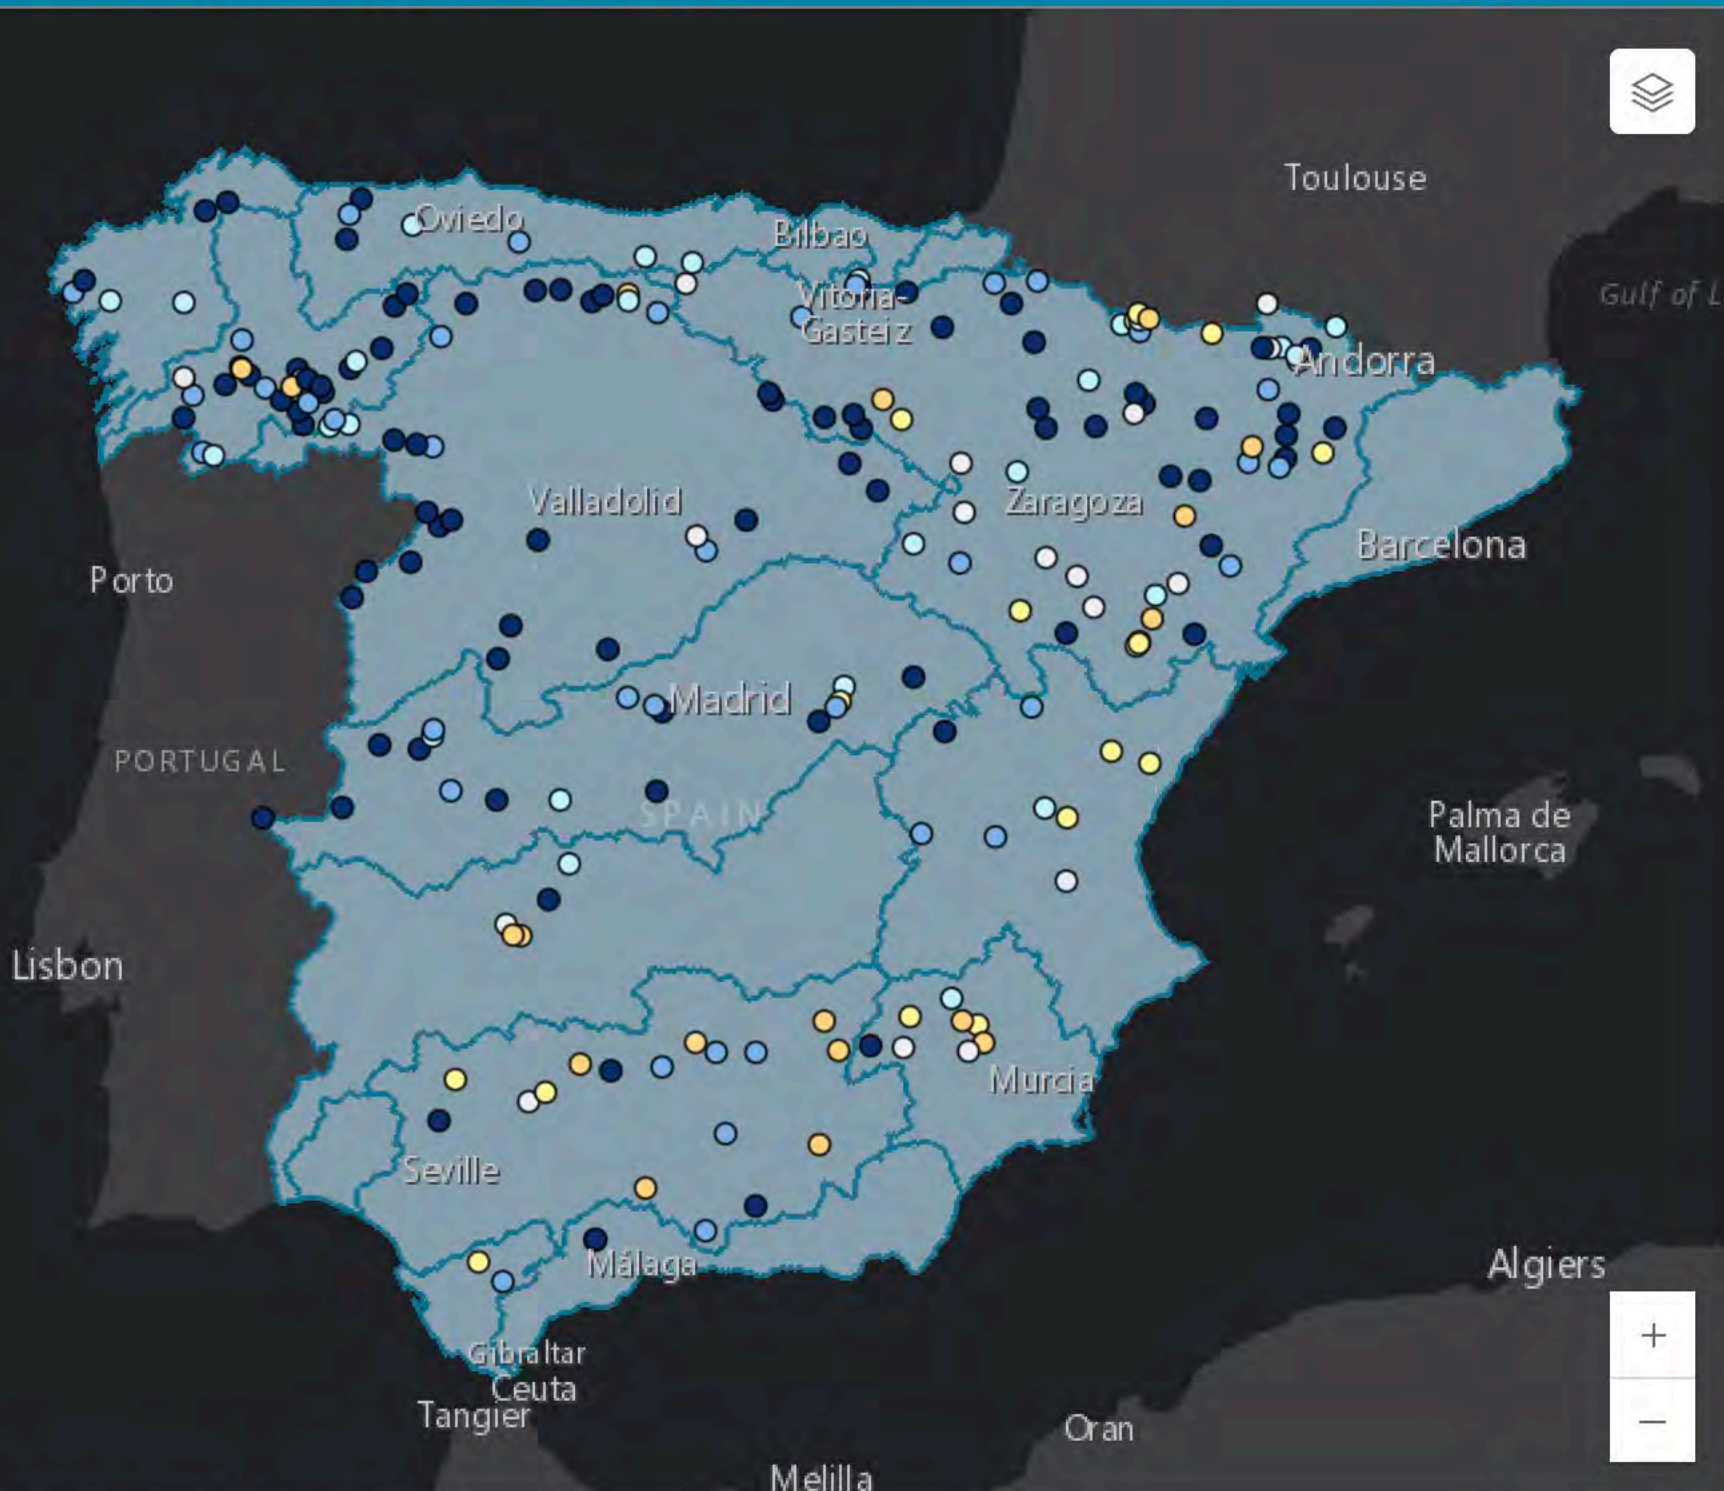 Toulouse
Oviedo
Bilbao
Gulf of L
Vitoria-
Gasteiz
Andorra
Valladolid
Zaragoza
Barcelona
Porto
Madrid
PORTUGAL
SPAIN
Palma de
Mallorca
Lisbon
Murcia
Seville
Málaga
Algiers
Gibraltar
Ceuta
Tangier
Oran
Melilla